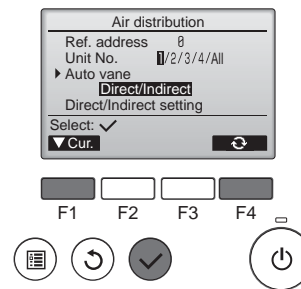 Air distribution
Ref. address 0
Unit No. 1/2/3/4/All
Auto vane
Direct/Indirect
Direct/Indirect setting
Select:
Cur.
F1 F2 F3 F4